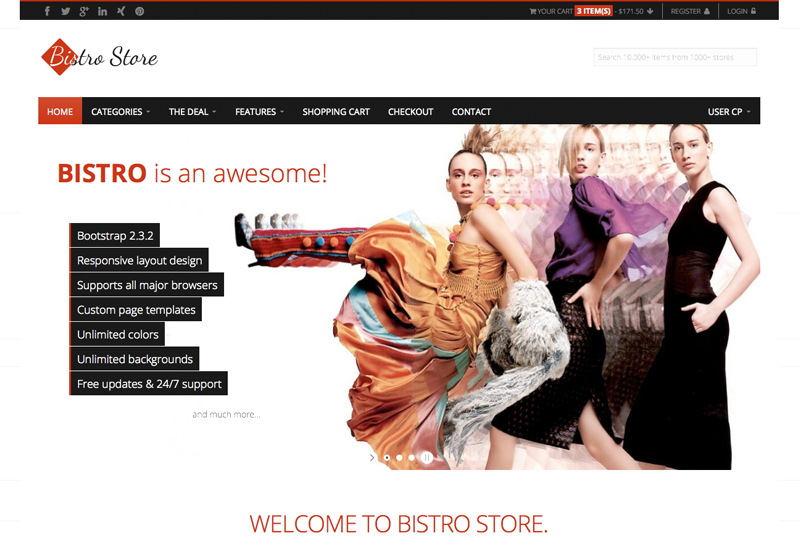 YOUR CART 3 ITEM(S) - $171.50 REGISTER LOGIN
Bistro Store
Search 10.000+ items from 1000+ stores
HOME CATEGORIES THE DEAL FEATURES SHOPPING CART CHECKOUT CONTACT USER CP
BISTRO is an awesome!
Bootstrap 2.3.2
Responsive layout design
Supports all major browsers
Custom page templates
Unlimited colors
Unlimited backgrounds
Free updates & 24/7 support
and much more...
WELCOME TO BISTRO STORE.